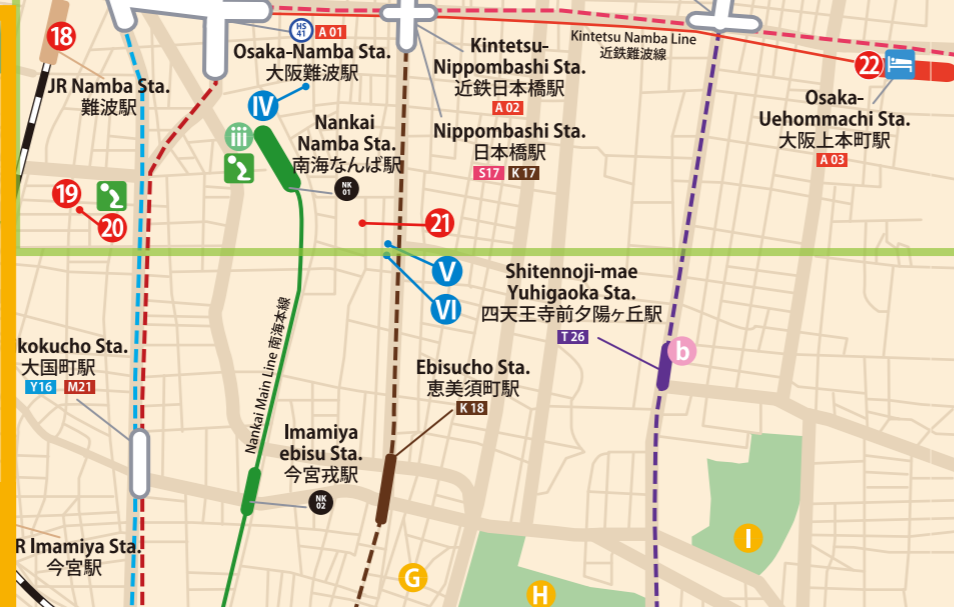 18
JR Namba Sta.
難波駅
HS
41
A 01
Osaka-Namba Sta.
大阪難波駅
Kintetsu-
Nippombashi Sta.
近鉄日本橋駅
A 02
Nippombashi Sta.
日本橋駅
S17 K 17
Kintetsu Namba Line
近鉄難波線
22
Osaka-
Uehommachi Sta.
大阪上本町駅
A 03
IV
iii
Nankai
Namba Sta.
南海なんば駅
NK
01
19
20
21
V
VI
Shitennoji-mae
Yuhigaoka Sta.
四天王寺前夕陽ヶ丘駅
T 26
b
kokucho Sta.
大国町駅
Y16 M21
Nankai Main Line 南海本線
Ebisucho Sta.
恵美須町駅
K 18
Imamiya
ebisu Sta.
今宮戎駅
NK
02
R Imamiya Sta.
今宮駅
G
H
I